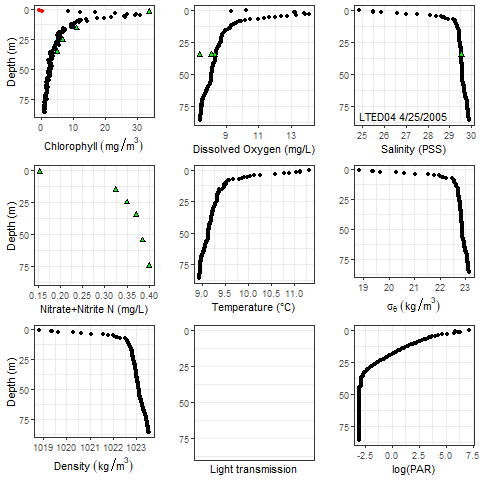 0
25
50
75
Depth (m)
0 10 20 30
Chlorophyll (mg/m³)
0
25
50
75
9 11 13
Dissolved Oxygen (mg/L)
0
25
50
75
LTED04 4/25/2005
25 26 27 28 29 30
Salinity (PSS)
0
25
50
75
Depth (m)
0.15 0.20 0.25 0.30 0.35 0.40
Nitrate+Nitrite N (mg/L)
0
25
50
75
9.0 9.5 10.0 10.5 11.0
Temperature (°C)
0
25
50
75
19 20 21 22 23
σθ (kg/m³)
0
25
50
75
Depth (m)
1019 1020 1021 1022 1023
Density (kg/m³)
0
25
50
75
Light transmission
0
25
50
75
-2.5 0.0 2.5 5.0 7.5
log(PAR)